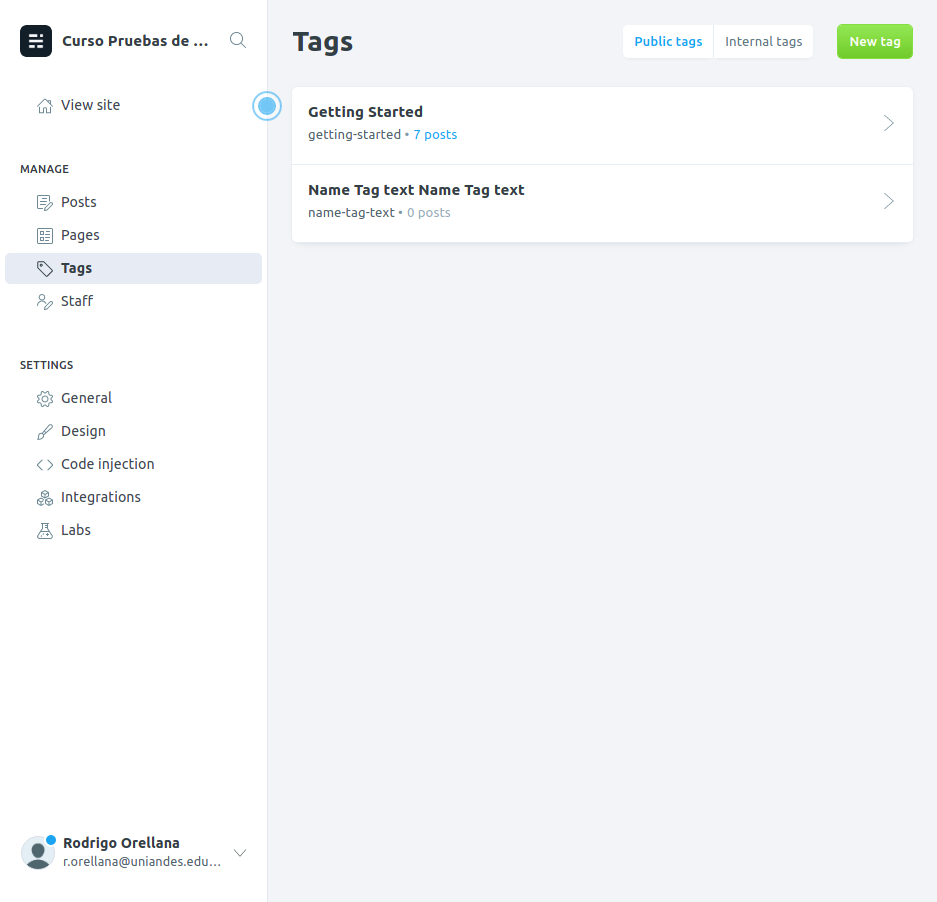 Curso Pruebas de ...
View site
MANAGE
Posts
Pages
Tags
Staff
SETTINGS
General
Design
Code injection
Integrations
Labs
Rodrigo Orellana
r.orellana@uniandes.edu...
Tags
Public tags
Internal tags
New tag
Getting Started
getting-started • 7 posts
Name Tag text Name Tag text
name-tag-text • 0 posts